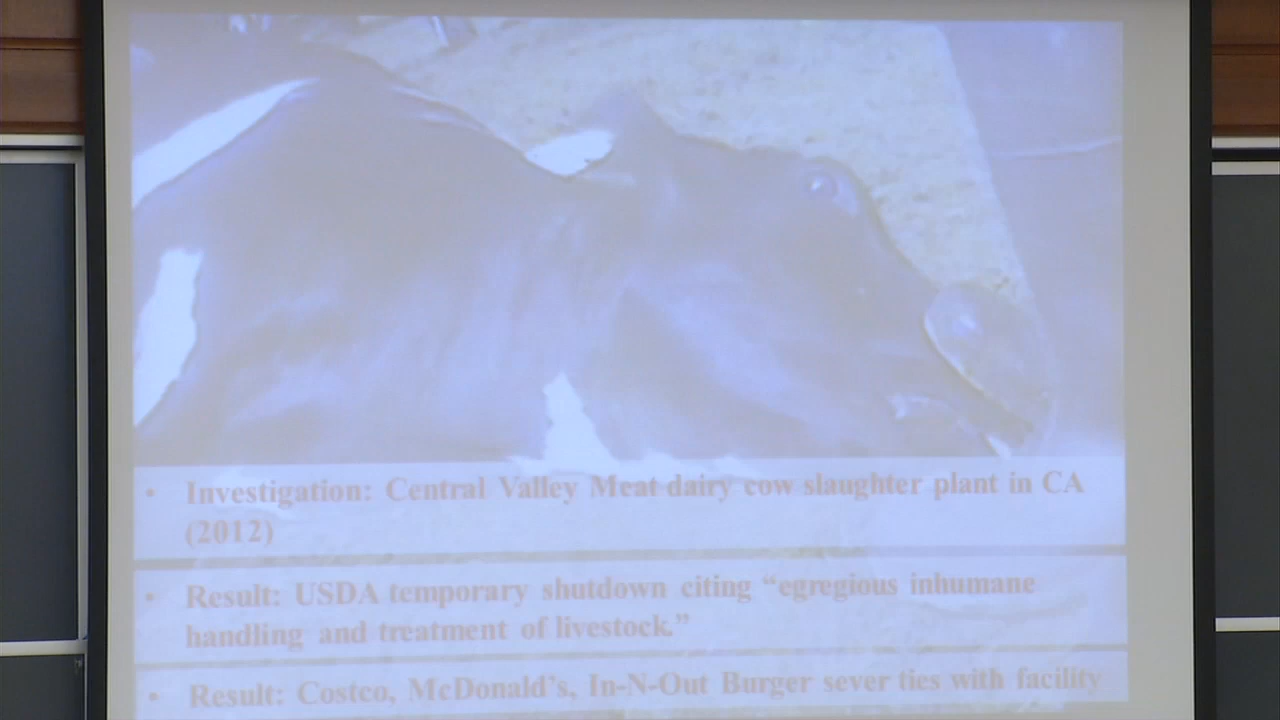 • Investigation: Central Valley Meat dairy cow slaughter plant in CA
(2012)
• Result: USDA temporary shutdown citing “egregious inhumane
handling and treatment of livestock.”
• Result: Costco, McDonald’s, In-N-Out Burger sever ties with facility